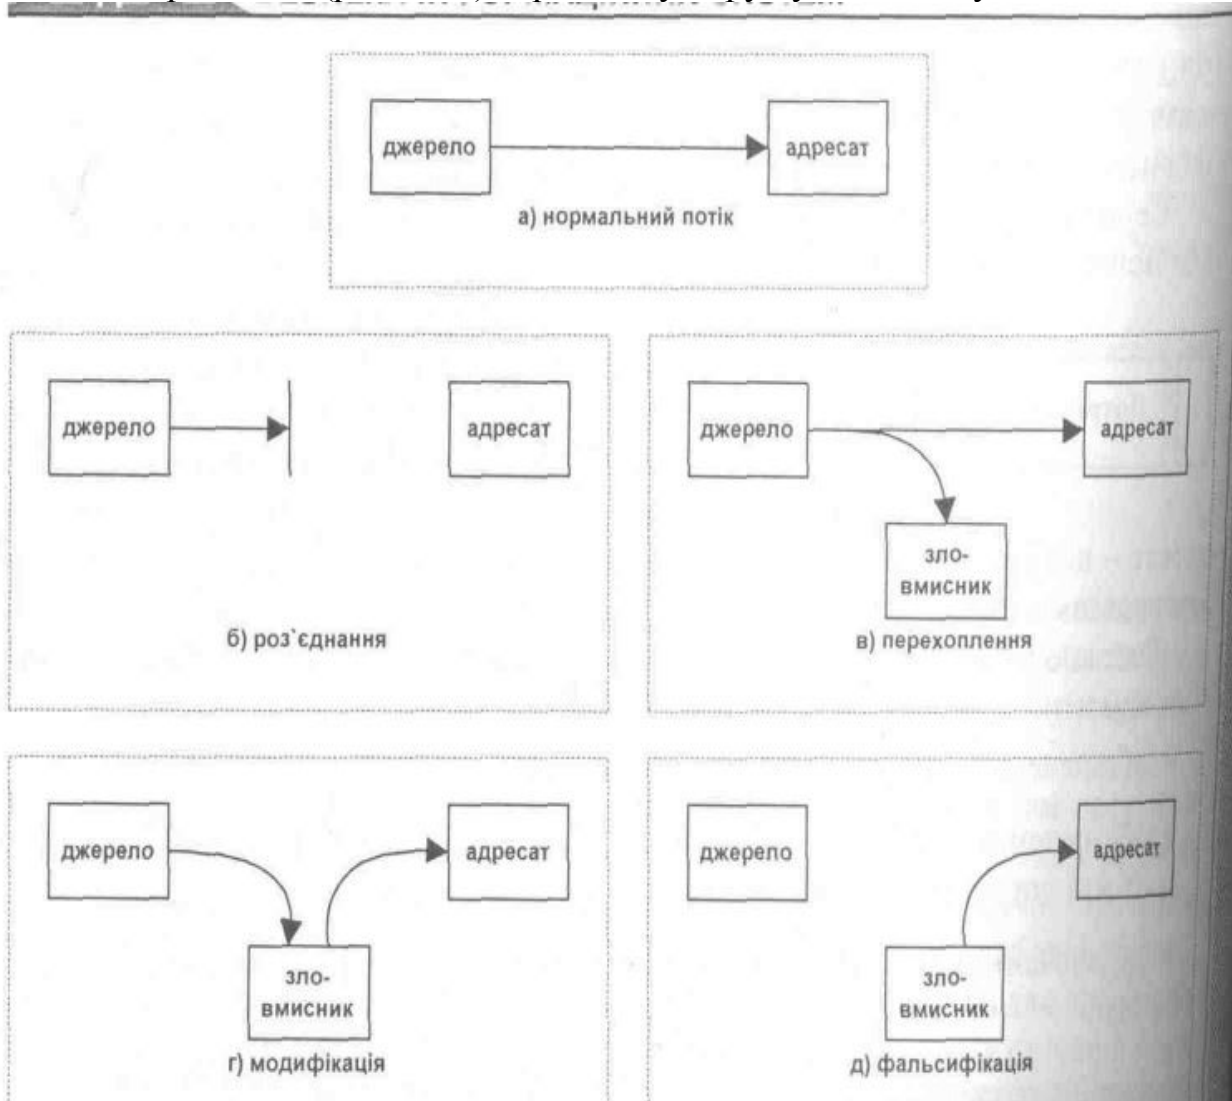 джерело
адресат
а) нормальний потік
джерело
адресат
б) роз`єднання
джерело
адресат
зло-
вмисник
в) перехоплення
джерело
адресат
зло-
вмисник
г) модифікація
джерело
адресат
зло-
вмисник
д) фальсифікація